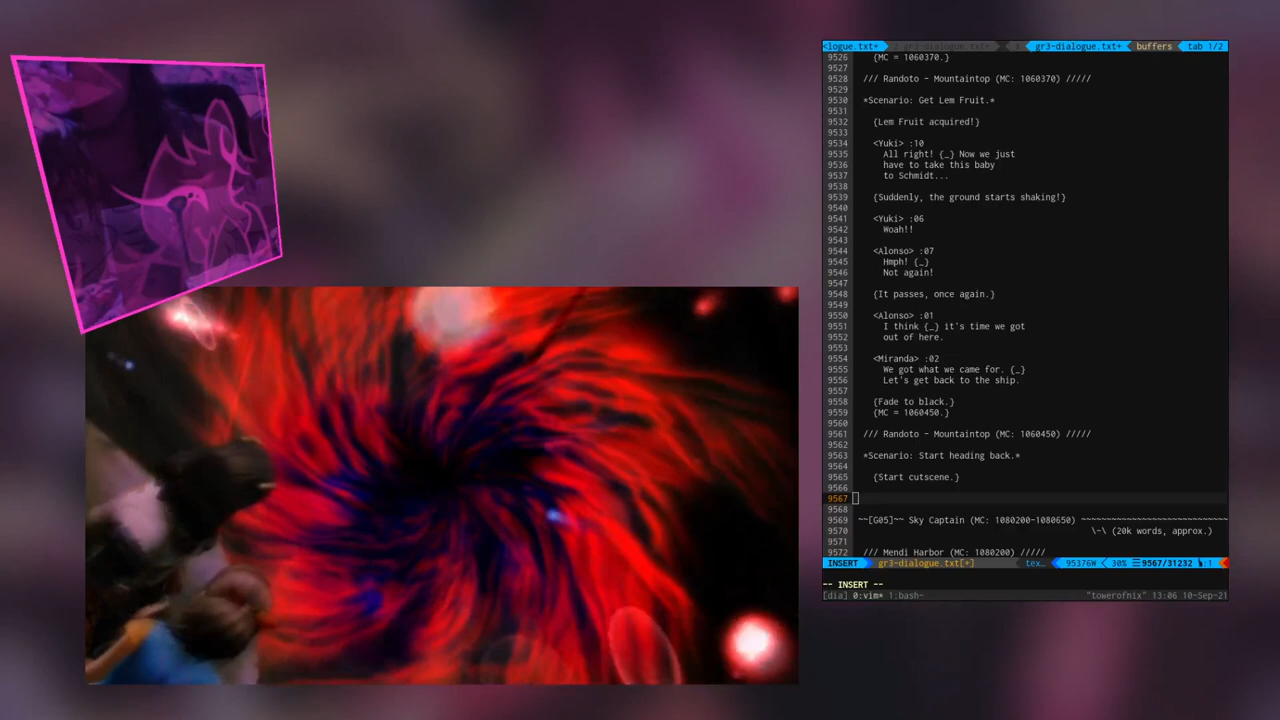 <logue.txt+ 2 gr3-dialogue.txt+ 3 gr3-dialogue.txt+ buffers tab 1/2
9526 {MC = 1060370.}
9527
9528 /// Randoto - Mountaintop (MC: 1060370) /////
9529
9530 *Scenario: Get Lem Fruit.*
9531
9532 {Lem Fruit acquired!}
9533
9534 <Yuki> :10
9535 All right! {_} Now we just
9536 have to take this baby
9537 to Schmidt...
9538
9539 {Suddenly, the ground starts shaking!}
9540
9541 <Yuki> :06
9542 Woah!!
9543
9544 <Alonso> :07
9545 Hmph! {_}
9546 Not again!
9547
9548 {It passes, once again.}
9549
9550 <Alonso> :01
9551 I think {_} it's time we got
9552 out of here.
9553
9554 <Miranda> :02
9555 We got what we came for. {_}
9556 Let's get back to the ship.
9557
9558 {Fade to black.}
9559 {MC = 1060450.}
9560
9561 /// Randoto - Mountaintop (MC: 1060450) /////
9562
9563 *Scenario: Start heading back.*
9564
9565 {Start cutscene.}
9566
9567
9568
9569 ~~[G05]~~ Sky Captain (MC: 1080200-1080650) ~~~~~~~~~~~~~~~~~~~~~~~~~~~~
9570 \~\ (20k words, approx.)
9571
9572 /// Mendi Harbor (MC: 1080200) /////
INSERT gr3-dialogue.txt[+] tex… 95376W 30% ☰9567/31232 :1
-- INSERT --
[dia] 0:vim* 1:bash- "towerofnix" 13:06 10-Sep-21